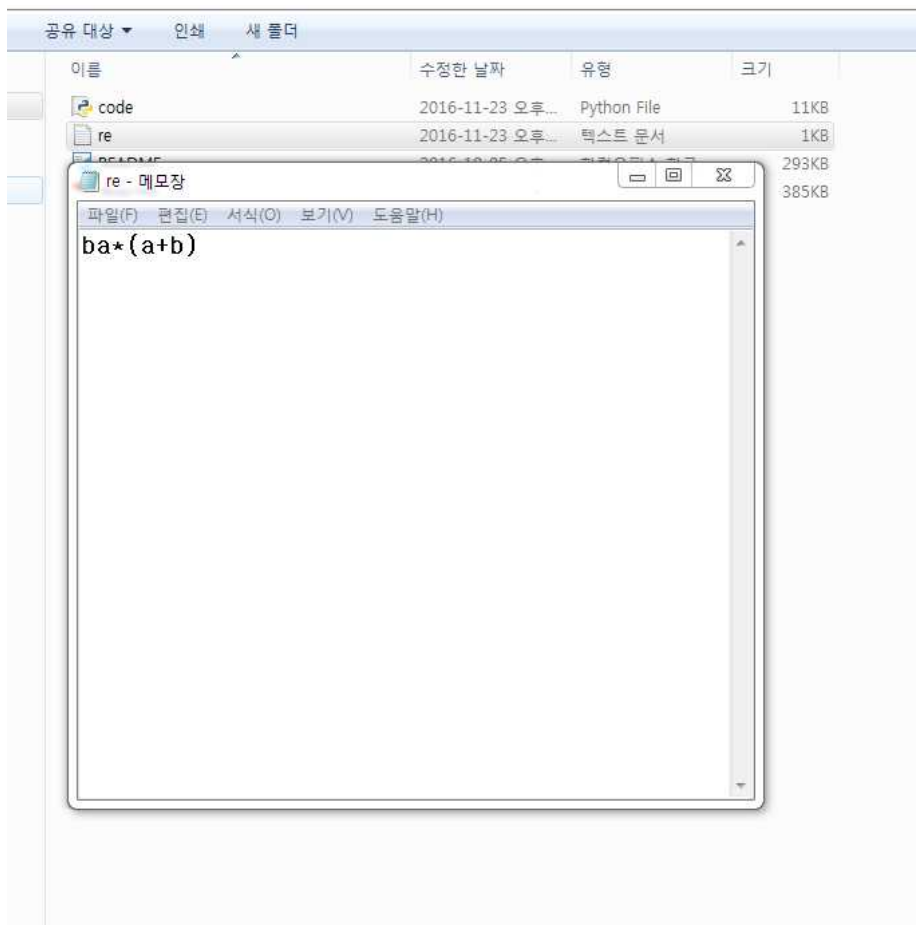 공유 대상 인쇄 새 폴더
이름 수정한 날짜 유형 크기
code 2016-11-23 오후... Python File 11KB
re 2016-11-23 오후... 텍스트 문서 1KB
293KB
re - 메모장
385KB
파일(F) 편집(E) 서식(O) 보기(V) 도움말(H)
ba*(a+b)